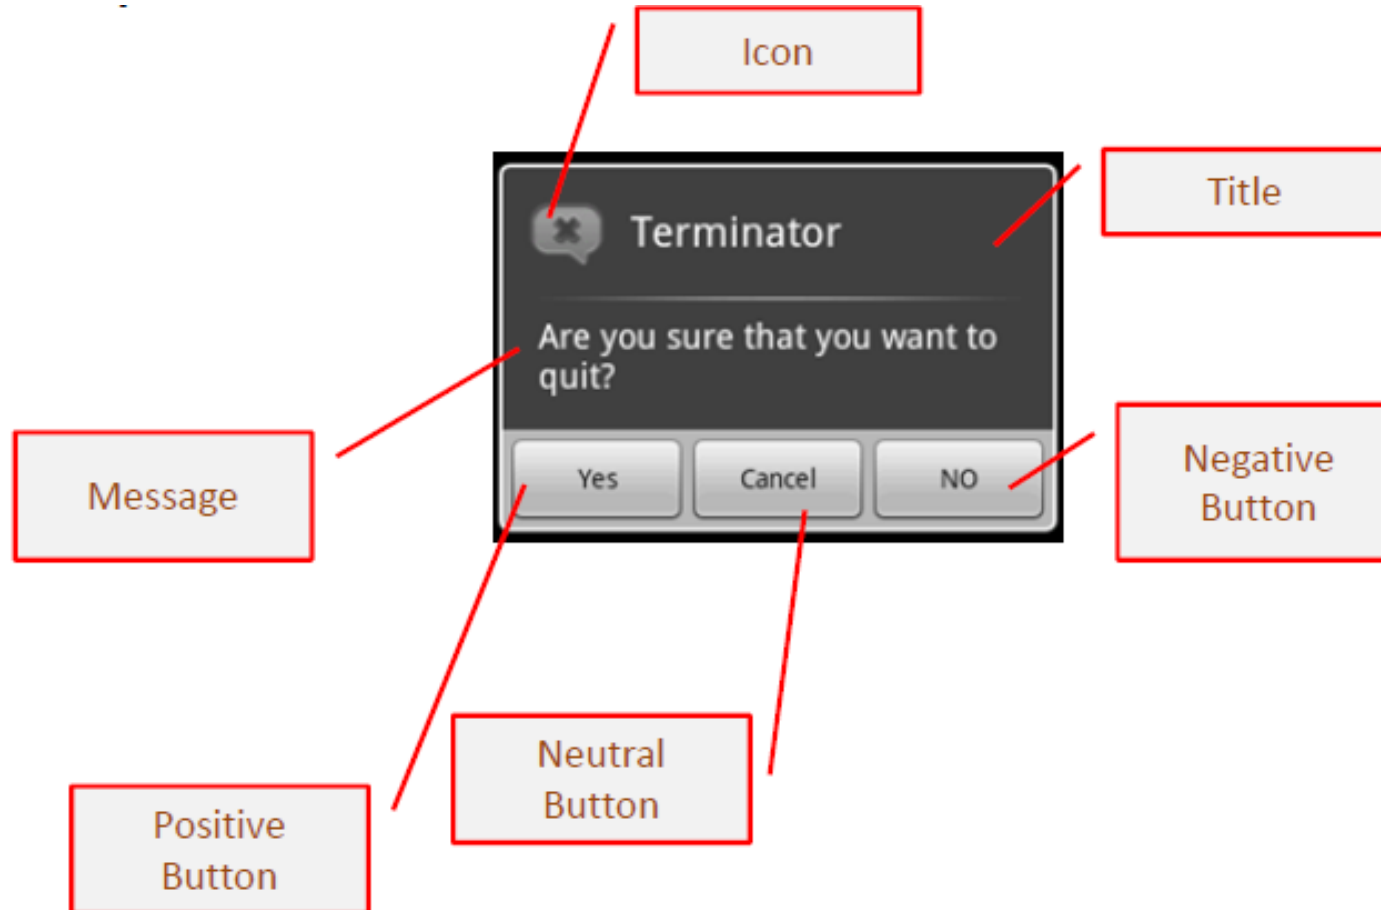 Icon
Title
Terminator
Are you sure that you want to
quit?
Message
Yes
Cancel
NO
Negative
Button
Neutral
Button
Positive
Button